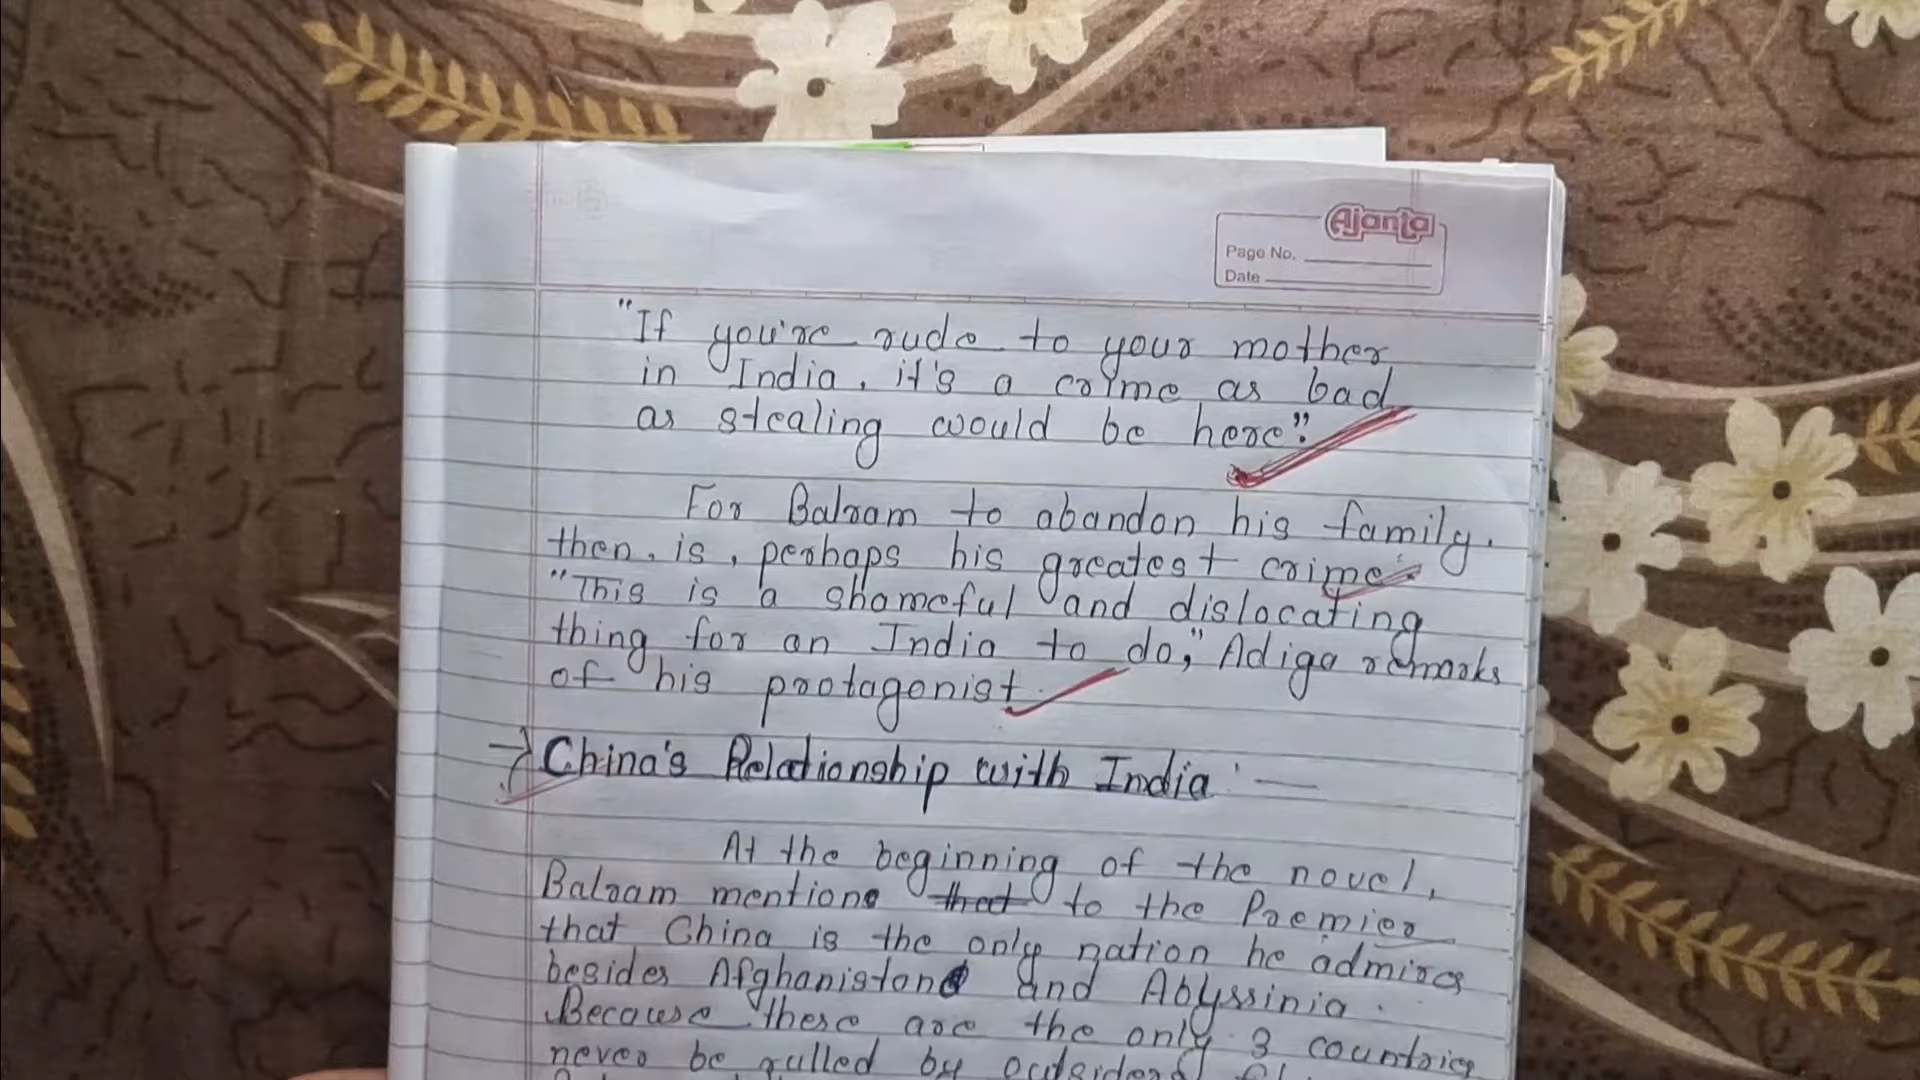 Ajanta
Page No.
Date
"If you're rude to your mother
in India, it's a crime as bad
as stealing would be here".
For Balram to abandon his family,
then, is, perhaps his greatest crime.
"This is a shameful and dislocating
thing for an India to do," Adiga remarks
of his protagonist.
→ China's Relationship with India :—
At the beginning of the novel,
Balram mentions that to the Premier
that China is the only nation he admires
besides Afghanistan and Abyssinia.
Because these are the only 3 countries
never be rulled by outsiders